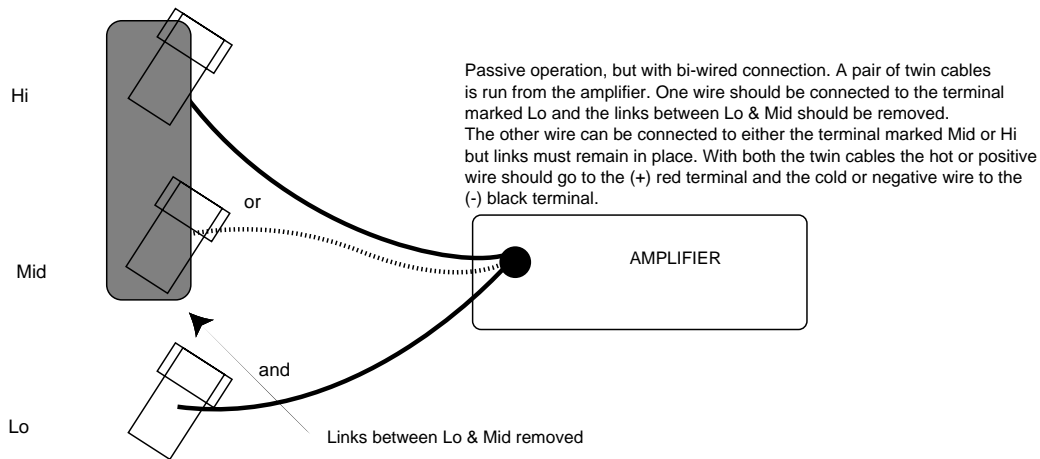 Hi
Passive operation, but with bi-wired connection. A pair of twin cables
is run from the amplifier. One wire should be connected to the terminal
marked Lo and the links between Lo & Mid should be removed.
The other wire can be connected to either the terminal marked Mid or Hi
but links must remain in place. With both the twin cables the hot or positive
wire should go to the (+) red terminal and the cold or negative wire to the
(-) black terminal.
or
AMPLIFIER
Mid
and
Lo
Links between Lo & Mid removed